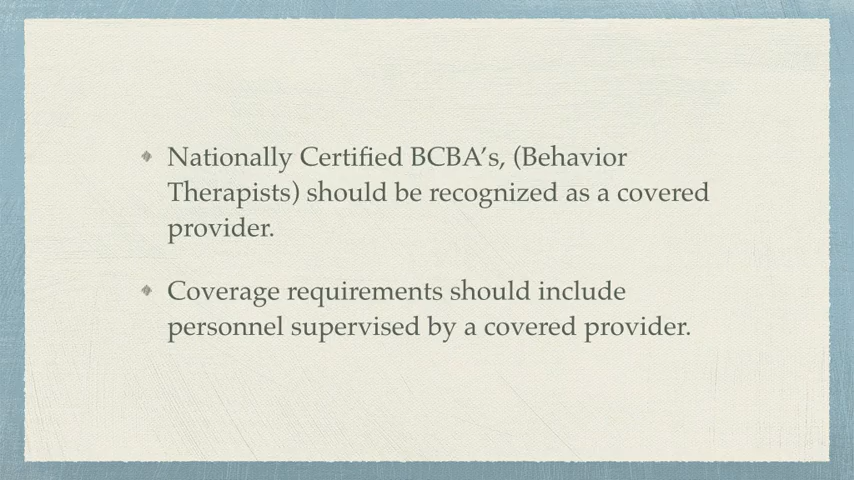 Nationally Certified BCBA’s, (Behavior
Therapists) should be recognized as a covered
provider.
Coverage requirements should include
personnel supervised by a covered provider.